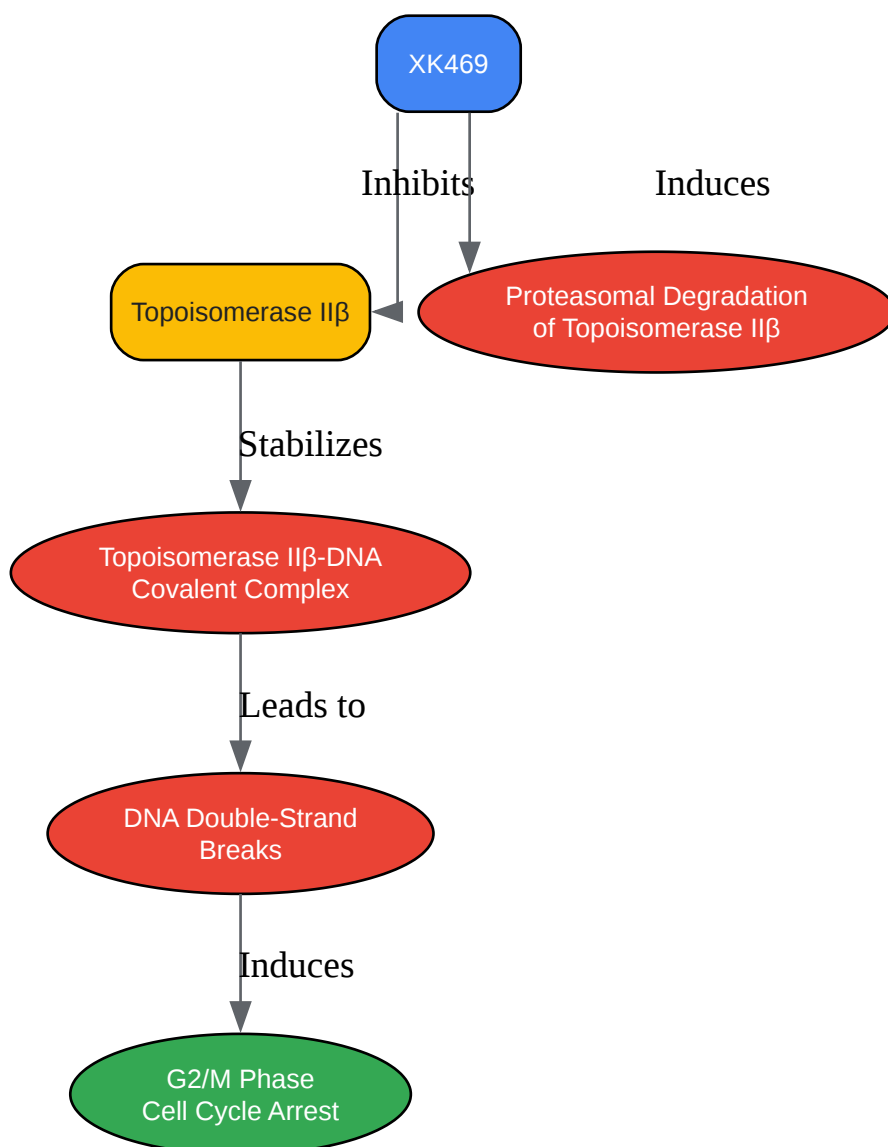 XK469
Inhibits
Induces
Topoisomerase IIβ
Proteasomal Degradation
of Topoisomerase IIβ
Stabilizes
Topoisomerase IIβ-DNA
Covalent Complex
Leads to
DNA Double-Strand
Breaks
Induces
G2/M Phase
Cell Cycle Arrest